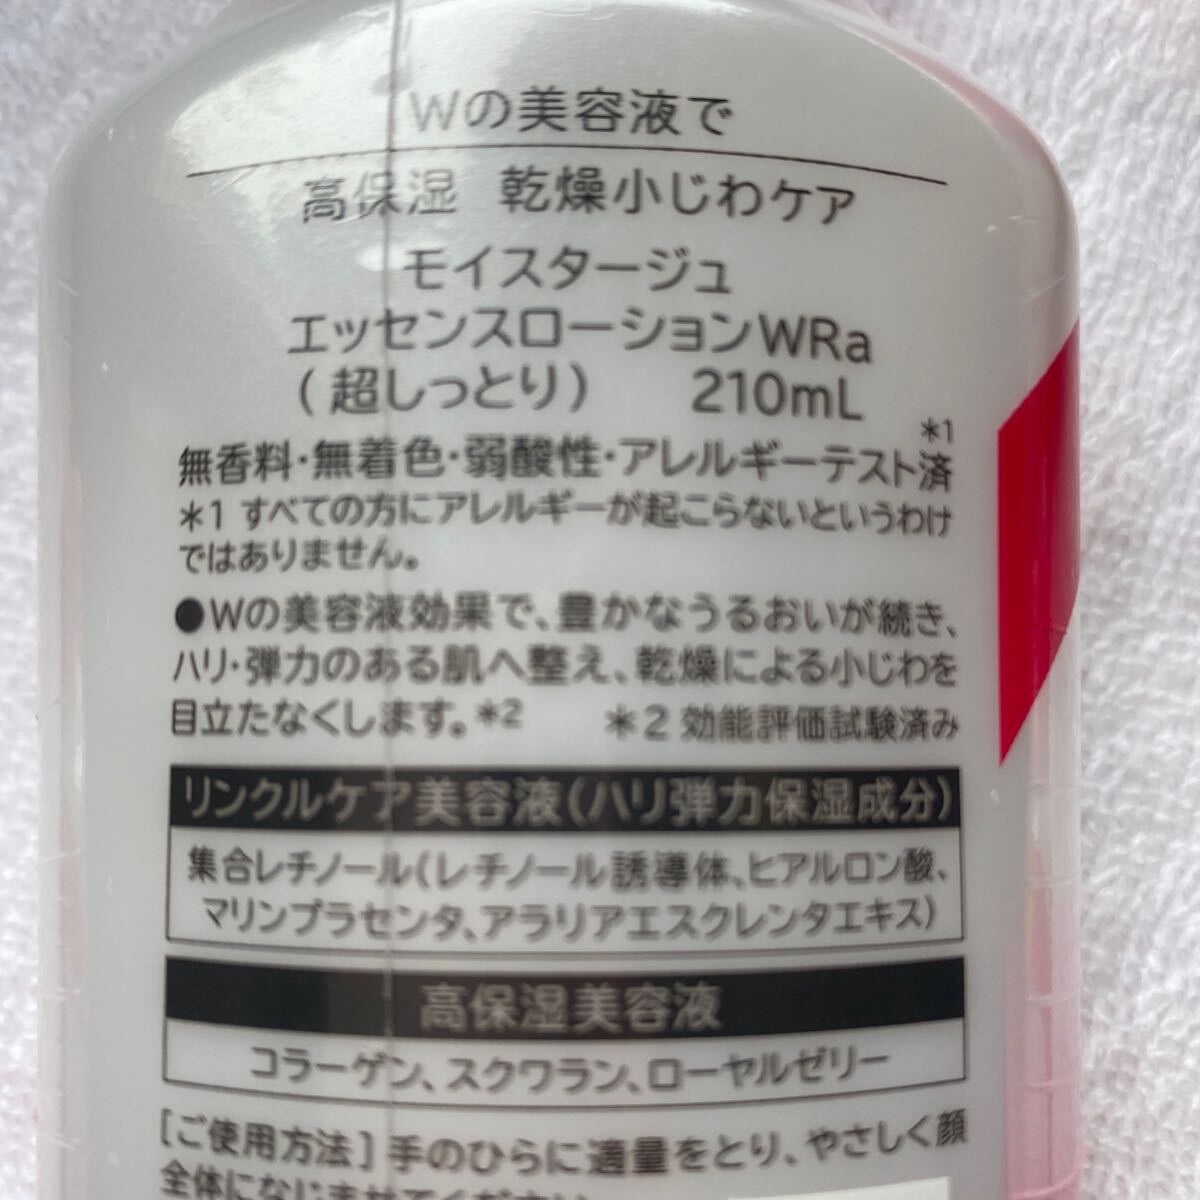 Wの美容液で
高保湿 乾燥小じわケア
モイスタージュ
エッセンスローションWRa
(超しっとり) 210mL
無香料・無着色・弱酸性・アレルギーテスト済*1
*1 すべての方にアレルギーが起こらないというわけ
ではありません。
●Wの美容液効果で、豊かなうるおいが続き、
ハリ・弾力のある肌へ整え、乾燥による小じわを
目立たなくします。*2 *2 効能評価試験済み
リンクルケア美容液(ハリ弾力保湿成分)
集合レチノール(レチノール誘導体、ヒアルロン酸、
マリンプラセンタ、アラリアエスクレンタエキス)
高保湿美容液
コラーゲン、スクワラン、ローヤルゼリー
[ご使用方法]手のひらに適量をとり、やさしく顔
全体になじませてください。